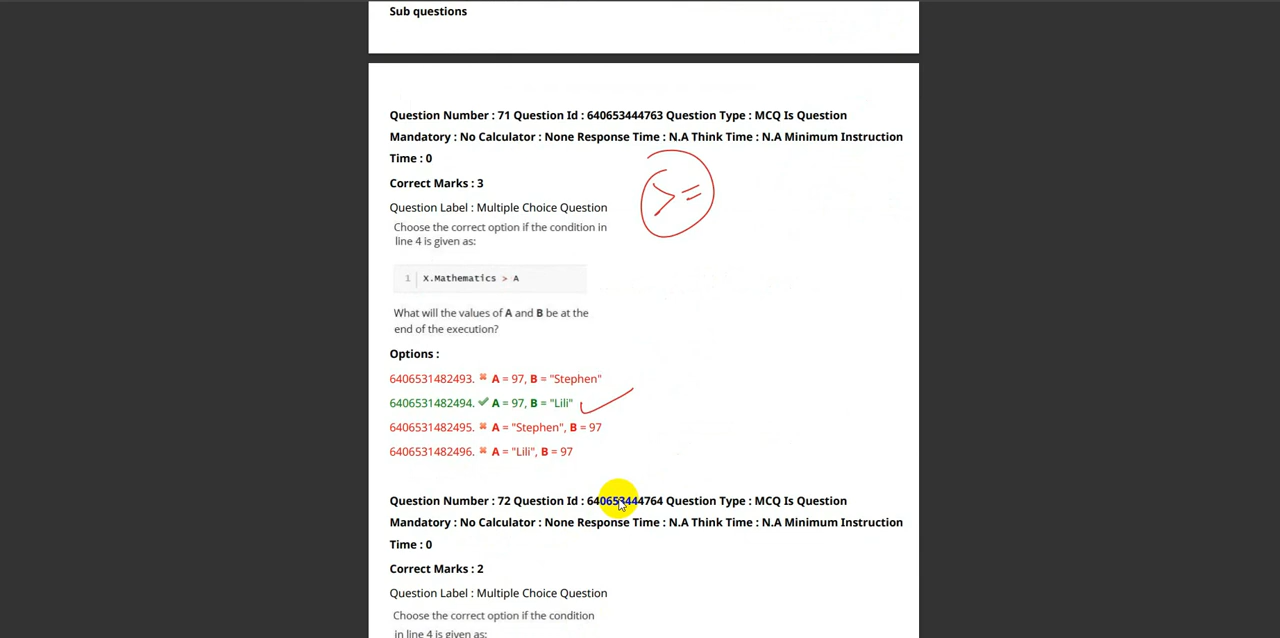 Sub questions
Question Number : 71 Question Id : 640653444763 Question Type : MCQ Is Question
Mandatory : No Calculator : None Response Time : N.A Think Time : N.A Minimum Instruction
Time : 0
Correct Marks : 3
>=
Question Label : Multiple Choice Question
Choose the correct option if the condition in
line 4 is given as:
1 X.Mathematics > A
What will the values of A and B be at the
end of the execution?
Options :
6406531482493. ✖ A = 97, B = "Stephen"
6406531482494. ✔ A = 97, B = "Lili"
6406531482495. ✖ A = "Stephen", B = 97
6406531482496. ✖ A = "Lili", B = 97
Question Number : 72 Question Id : 640653444764 Question Type : MCQ Is Question
Mandatory : No Calculator : None Response Time : N.A Think Time : N.A Minimum Instruction
Time : 0
Correct Marks : 2
Question Label : Multiple Choice Question
Choose the correct option if the condition
in line 4 is given as: